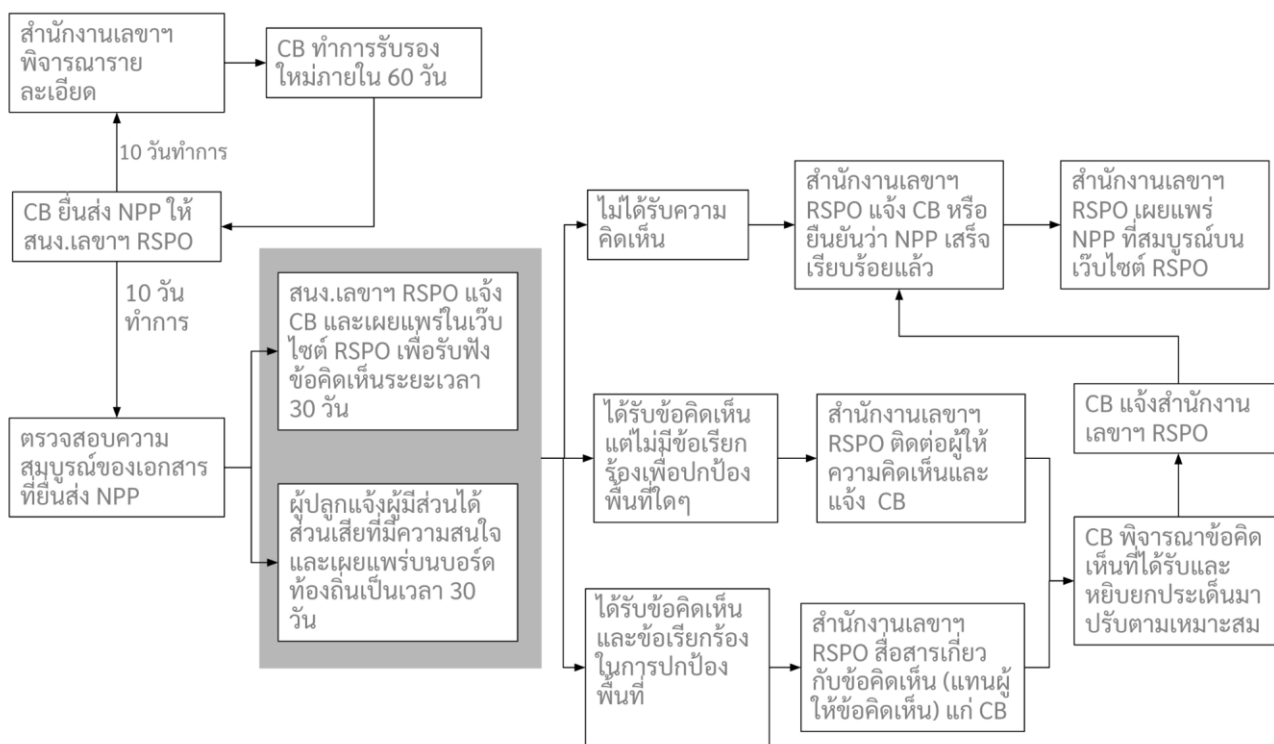 สำนักงานเลขาฯ
พิจารณาราย
ละเอียด
CB ทำการรับรอง
ใหม่ภายใน 60 วัน
10 วันทำการ
CB ยื่นส่ง NPP ให้
สนง.เลขาฯ RSPO
10 วัน
ทำการ
ตรวจสอบความ
สมบูรณ์ของเอกสาร
ที่ยื่นส่ง NPP
สนง.เลขาฯ RSPO แจ้ง
CB และเผยแพร่ในเว็บ
ไซต์ RSPO เพื่อรับฟัง
ข้อคิดเห็นระยะเวลา
30 วัน
ผู้ปลูกแจ้งผู้มีส่วนได้
ส่วนเสียที่มีความสนใจ
และเผยแพร่บนบอร์ด
ท้องถิ่นเป็นเวลา 30
วัน
ไม่ได้รับความ
คิดเห็น
สำนักงานเลขาฯ
RSPO แจ้ง CB หรือ
ยืนยันว่า NPP เสร็จ
เรียบร้อยแล้ว
สำนักงานเลขาฯ
RSPO เผยแพร่
NPP ที่สมบูรณ์บน
เว๊บไซต์ RSPO
ได้รับข้อคิดเห็น
แต่ไม่มีข้อเรียก
ร้องเพื่อปกป้อง
พื้นที่ใดๆ
สำนักงานเลขาฯ
RSPO ติดต่อผู้ให้
ความคิดเห็นและ
แจ้ง CB
CB แจ้งสำนักงาน
เลขาฯ RSPO
CB พิจารณาข้อคิด
เห็นที่ได้รับและ
หยิบยกประเด็นมา
ปรับตามเหมาะสม
ได้รับข้อคิดเห็น
และข้อเรียกร้อง
ในการปกป้อง
พื้นที่
สำนักงานเลขาฯ
RSPO สื่อสารเกี่ยว
กับข้อคิดเห็น (แทนผู้
ให้ข้อคิดเห็น) แก่ CB